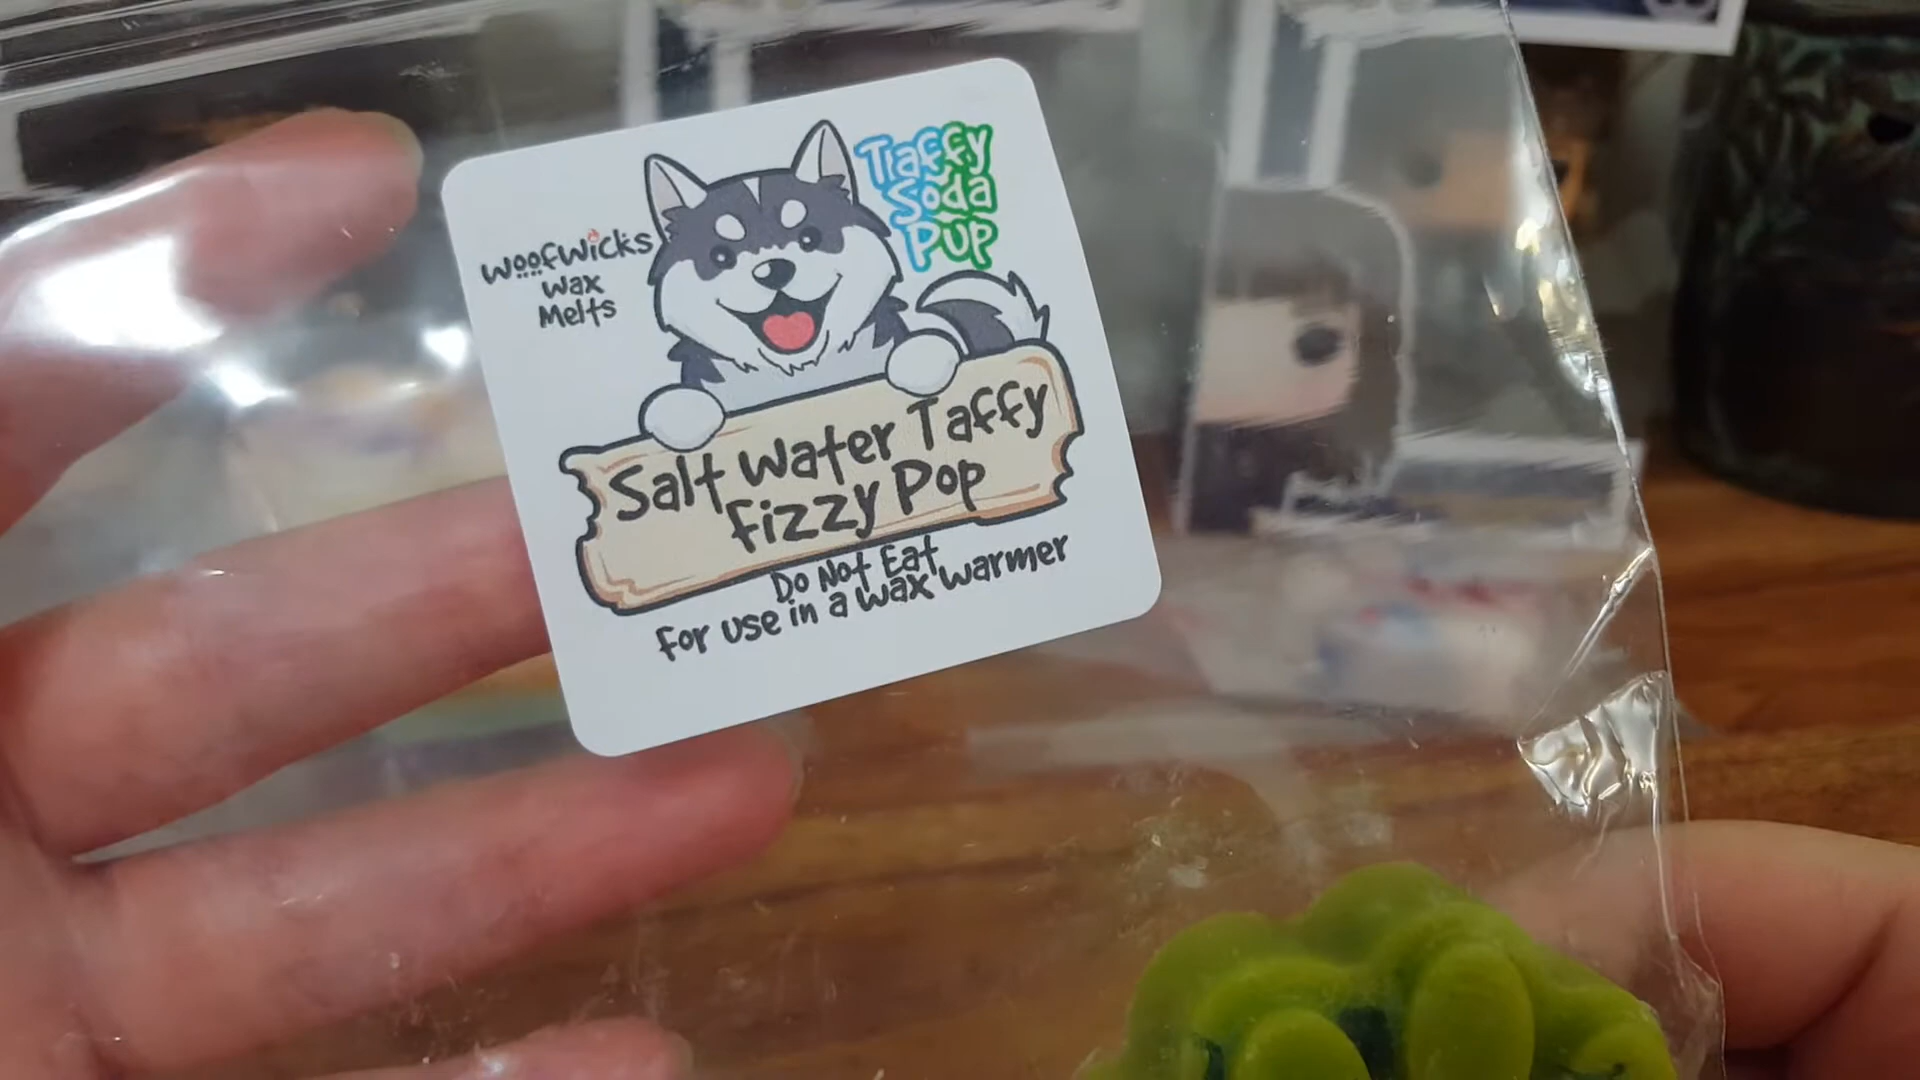 WoofWicks
Wax
Melts
Taffy
Soda
Pup
Salt Water Taffy
Fizzy Pop
Do Not Eat
For use in a wax warmer